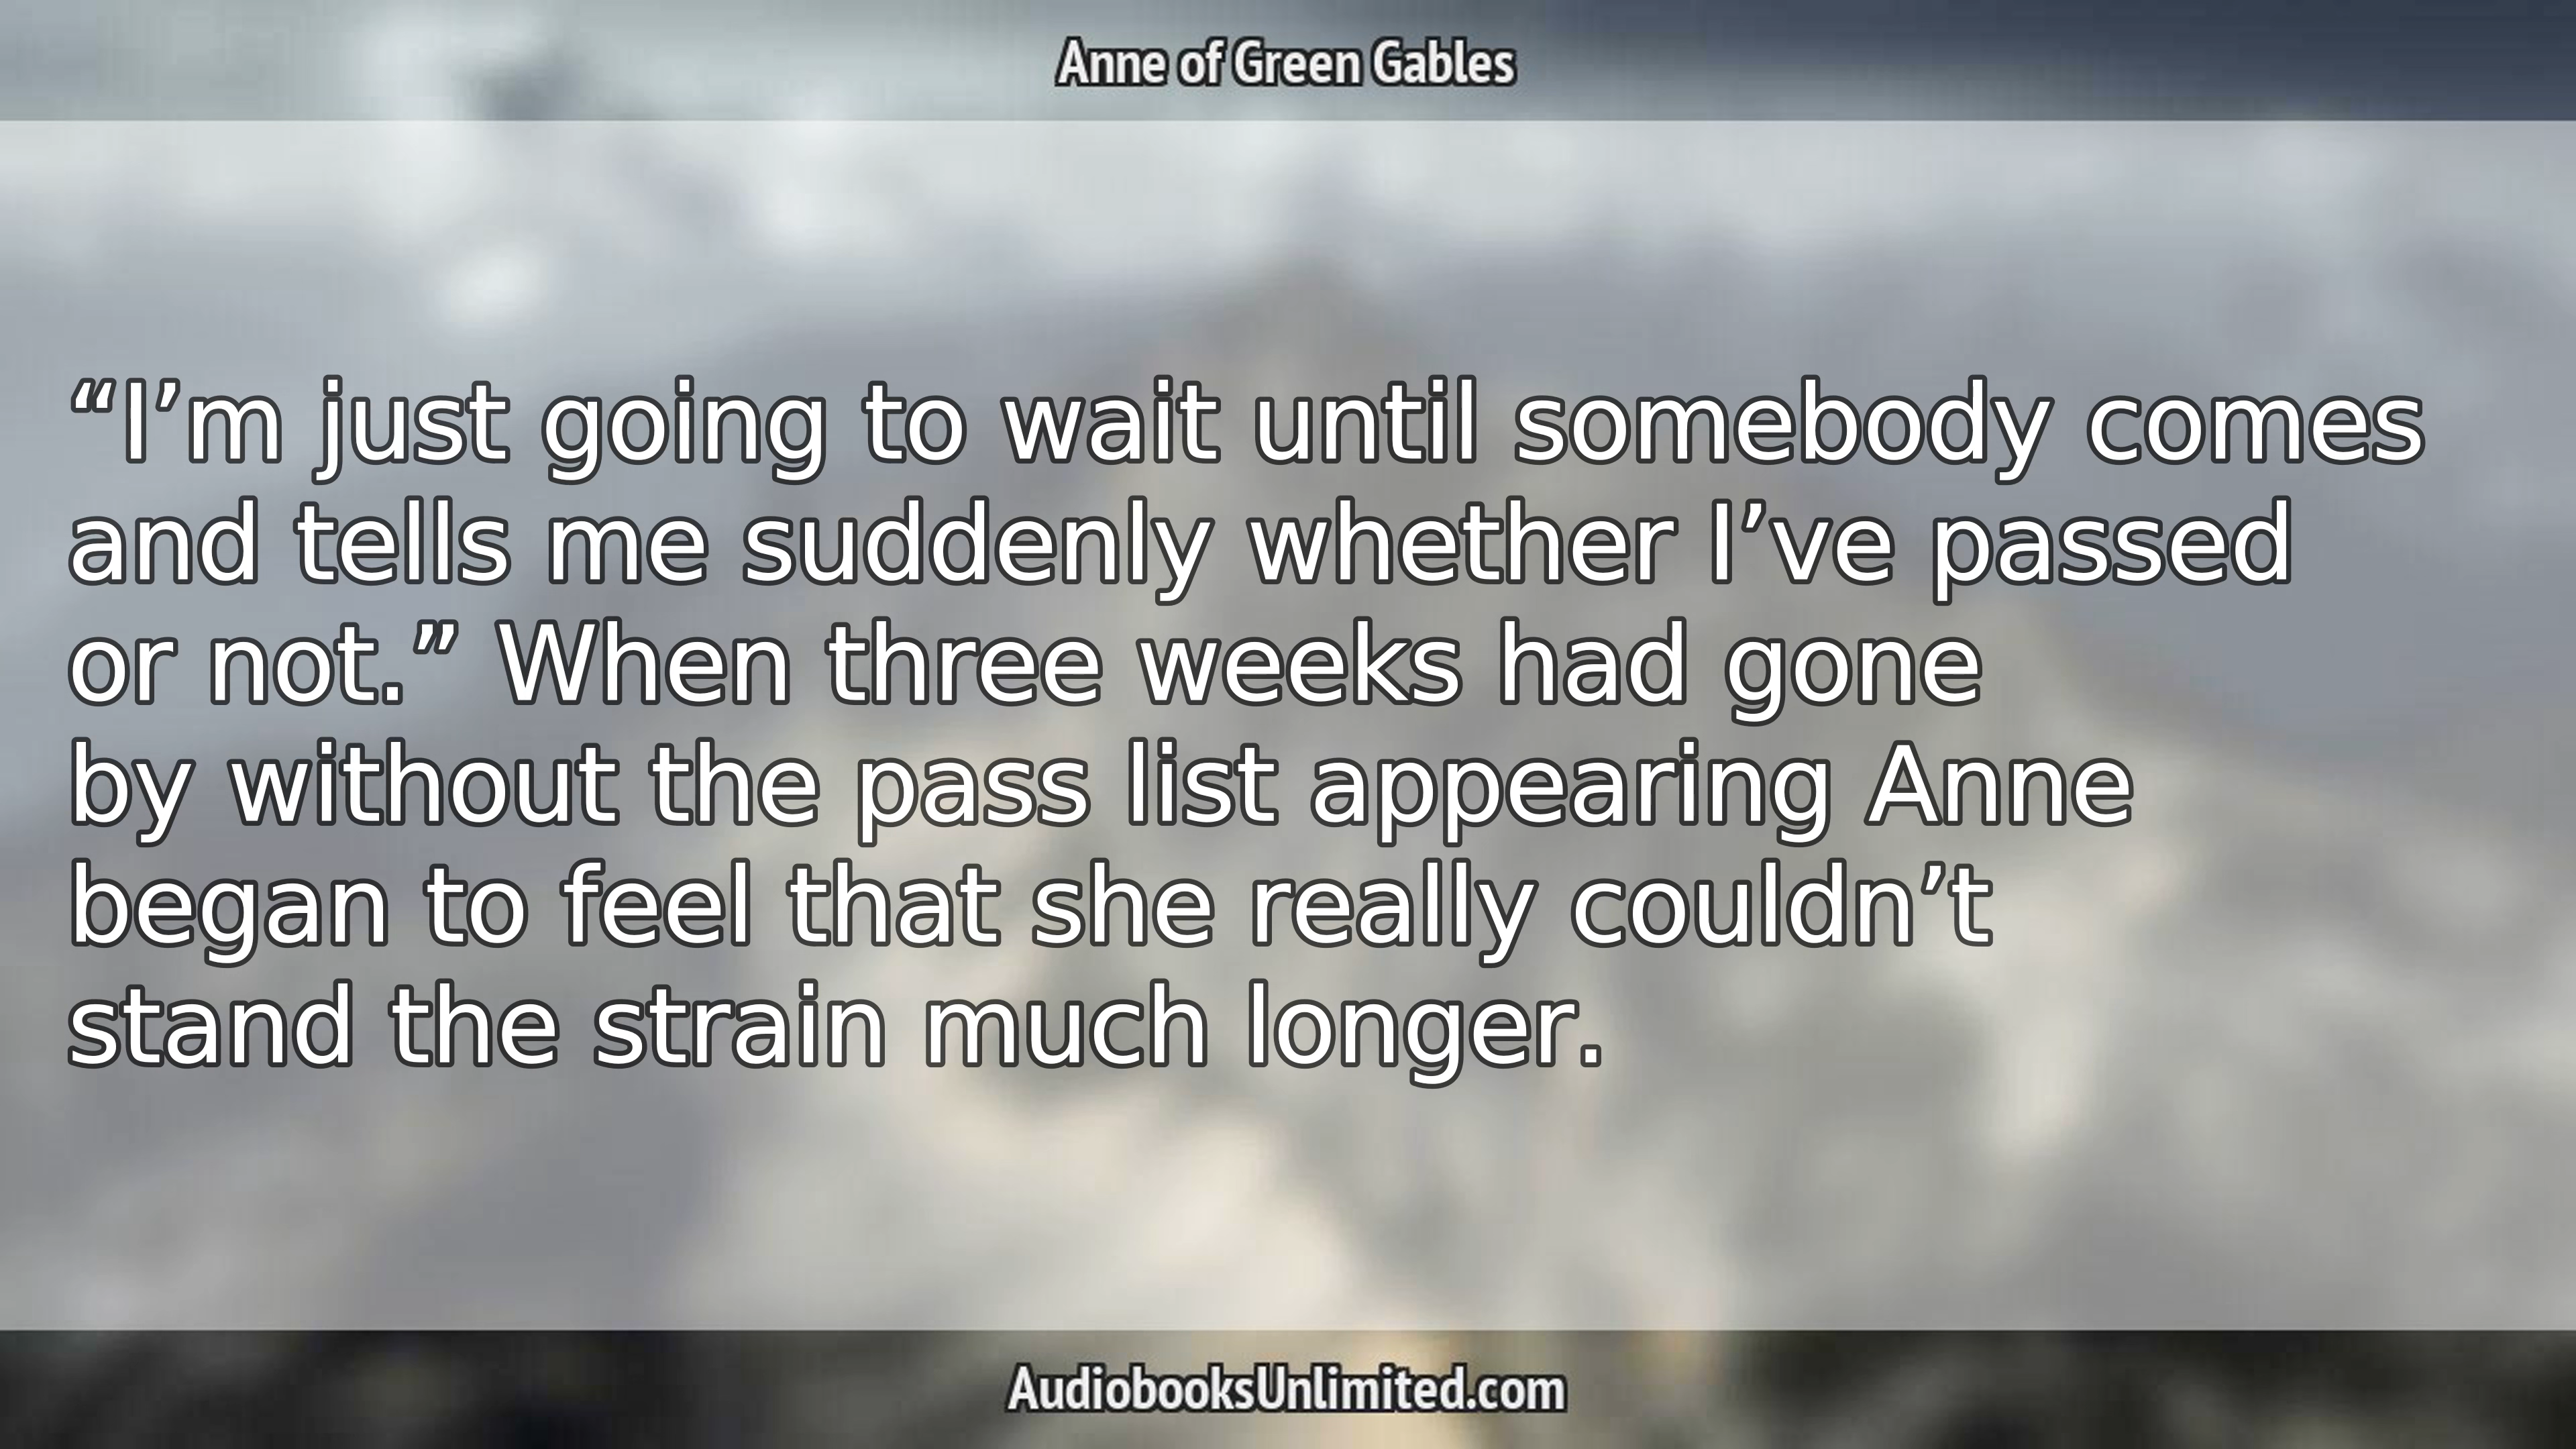 Anne of Green Gables
“I’m just going to wait until somebody comes
and tells me suddenly whether I’ve passed
or not.” When three weeks had gone
by without the pass list appearing Anne
began to feel that she really couldn’t
stand the strain much longer.
AudiobooksUnlimited.com